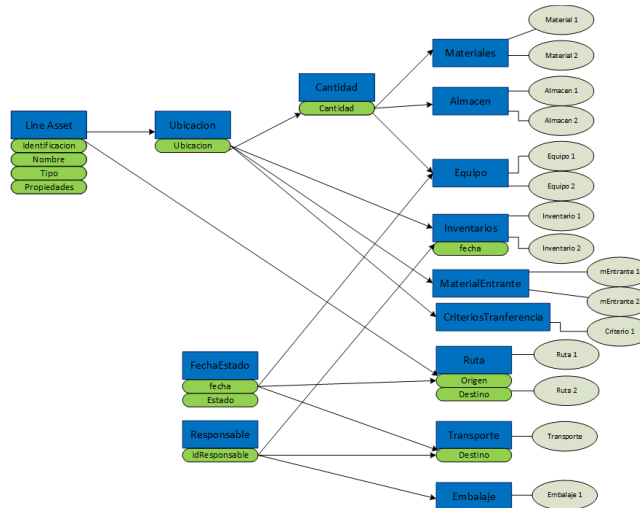 Line Asset
Identificacion
Nombre
Tipo
Propiedades
Ubicacion
Ubicacion
Cantidad
Cantidad
Materiales
Material 1
Material 2
Almacen
Almacen 1
Almacen 2
Equipo
Equipo 1
Equipo 2
Inventarios
fecha
Inventario 1
Inventario 2
MaterialEntrante
mEntrante 1
mEntrante 2
CriteriosTranferencia
Criterio 1
FechaEstado
fecha
Estado
Ruta
Origen
Destino
Ruta 1
Ruta 2
Responsable
idResponsable
Transporte
Destino
Transporte
Embalaje
Embalaje 1